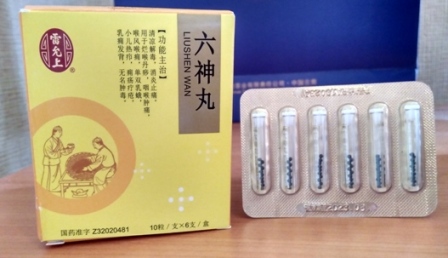 雷允上
®
六神丸
LIUSHEN WAN
【功能主治】
清凉解毒，消炎止痛。
用于烂喉丹痧，咽喉肿痛，
喉风喉痈，单双乳蛾，
小儿热疖，痈疡疔疮，
乳痈发背，无名肿毒。
国药准字 Z32020481
10粒/支×6支/盒